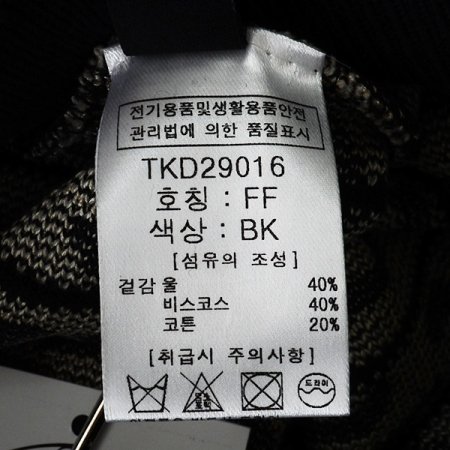 전기용품및생활용품안전
관리법에 의한 품질표시
TKD29016
호칭 : FF
색상 : BK
[섬유의 조성]
겉감 울 40%
비스코스 40%
코튼 20%
[취급시 주의사항]
드라이